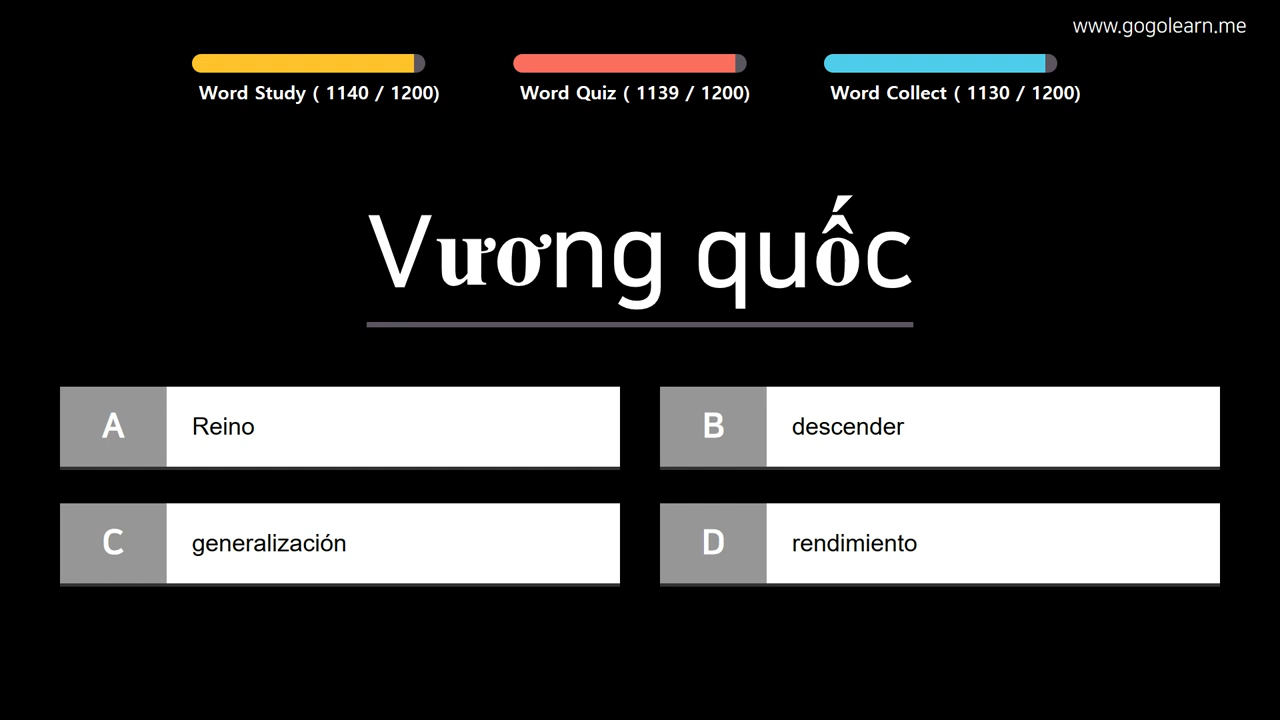 www.gogolearn.me
Word Study ( 1140 / 1200)
Word Quiz ( 1139 / 1200)
Word Collect ( 1130 / 1200)
Vương quốc
A Reino
B descender
C generalización
D rendimiento